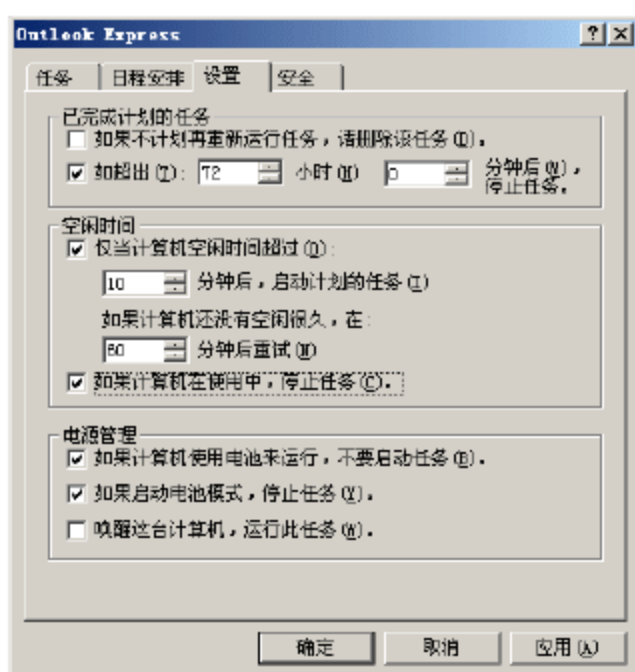 Outlook Express
任务 日程安排 设置 安全
已完成计划的任务
如果不计划再重新运行任务，请删除该任务(D)。
如超出(T): 72 小时(H) 0 分钟后(N)，
停止任务。
空闲时间
仅当计算机空闲时间超过(O):
10 分钟后，启动计划的任务(I)
如果计算机还没有空闲很久，在:
60 分钟后重试(M)
如果计算机在使用中，停止任务(C)。
电源管理
如果计算机使用电池来运行，不要启动任务(B)。
如果启动电池模式，停止任务(Y)。
唤醒这台计算机，运行此任务(W)。
确定 取消 应用(A)